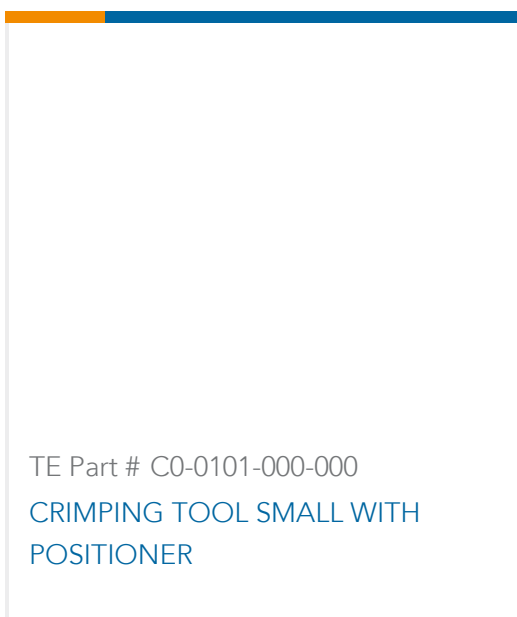 TE Part # C0-0101-000-000
CRIMPING TOOL SMALL WITH
POSITIONER